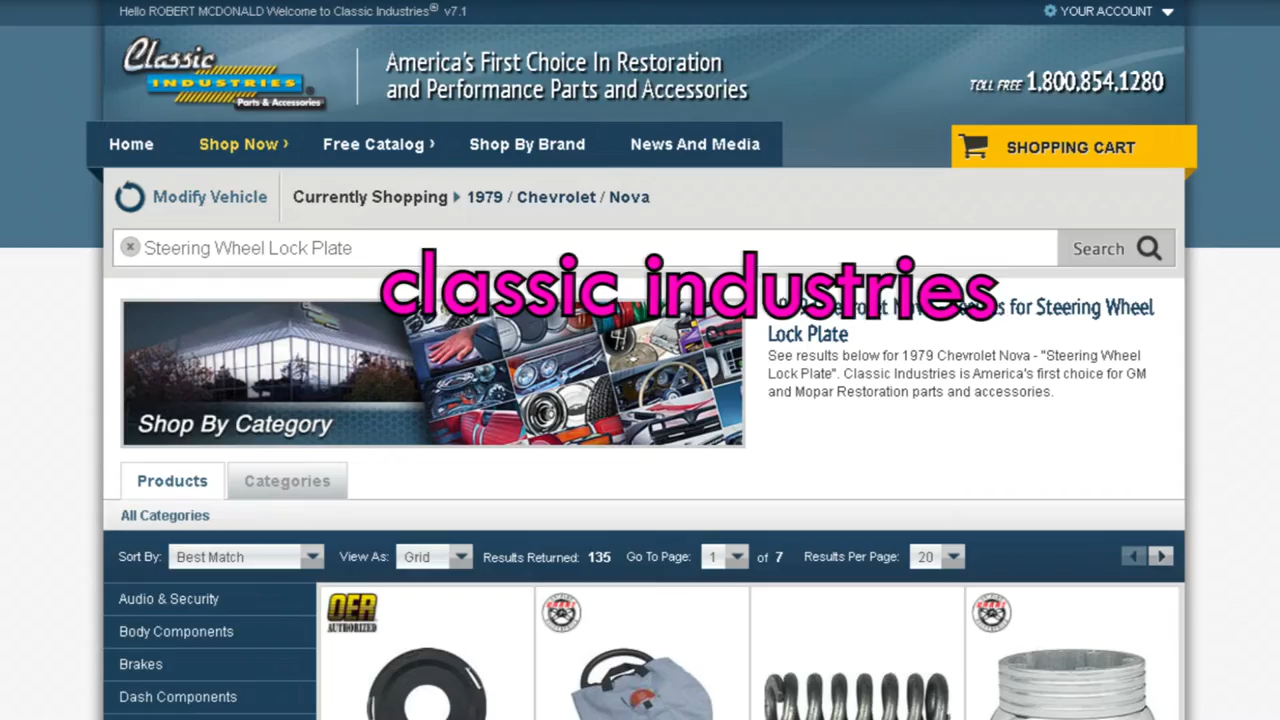 Hello ROBERT MCDONALD Welcome to Classic Industries® v7.1
YOUR ACCOUNT
Classic
INDUSTRIES®
Parts & Accessories
America's First Choice In Restoration
and Performance Parts and Accessories
TOLL FREE 1.800.854.1280
Home
Shop Now ›
Free Catalog ›
Shop By Brand
News And Media
SHOPPING CART
Modify Vehicle
Currently Shopping 1979 / Chevrolet / Nova
Steering Wheel Lock Plate
Search
classic industries
s for Steering Wheel
Lock Plate
See results below for 1979 Chevrolet Nova - "Steering Wheel
Lock Plate". Classic Industries is America's first choice for GM
and Mopar Restoration parts and accessories.
Shop By Category
Products
Categories
All Categories
Sort By: Best Match
View As: Grid
Results Returned: 135
Go To Page: 1 of 7
Results Per Page: 20
Audio & Security
Body Components
Brakes
Dash Components
OER
AUTHORIZED